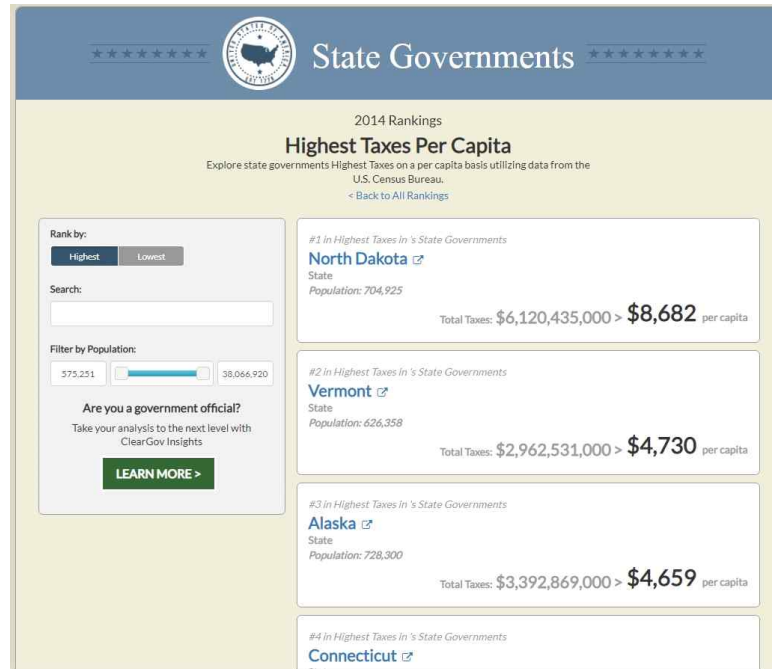 State Governments
2014 Rankings
Highest Taxes Per Capita
Explore state governments Highest Taxes on a per capita basis utilizing data from the
U.S. Census Bureau.
< Back to All Rankings
Rank by:
Highest Lowest
Search:
Filter by Population:
575,251 38,066,920
Are you a government official?
Take your analysis to the next level with
ClearGov Insights
LEARN MORE >
#1 in Highest Taxes in 's State Governments
North Dakota
State
Population: 704,925
Total Taxes: $6,120,435,000 > $8,682 per capita
#2 in Highest Taxes in 's State Governments
Vermont
State
Population: 626,358
Total Taxes: $2,962,531,000 > $4,730 per capita
#3 in Highest Taxes in 's State Governments
Alaska
State
Population: 728,300
Total Taxes: $3,392,869,000 > $4,659 per capita
#4 in Highest Taxes in 's State Governments
Connecticut